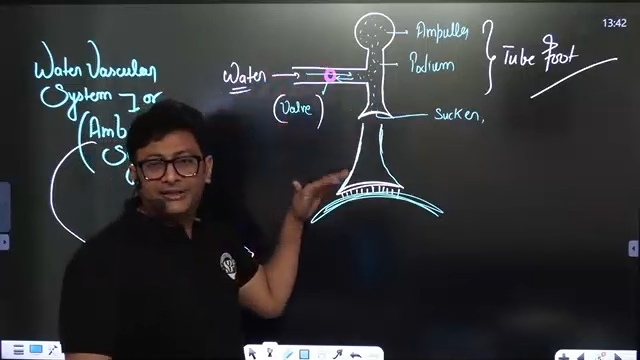 13:42
Water Vascular
System → or
(Amb
S
Water →
(Valve)
Ampulla
Podium
Sucker,
Tube foot